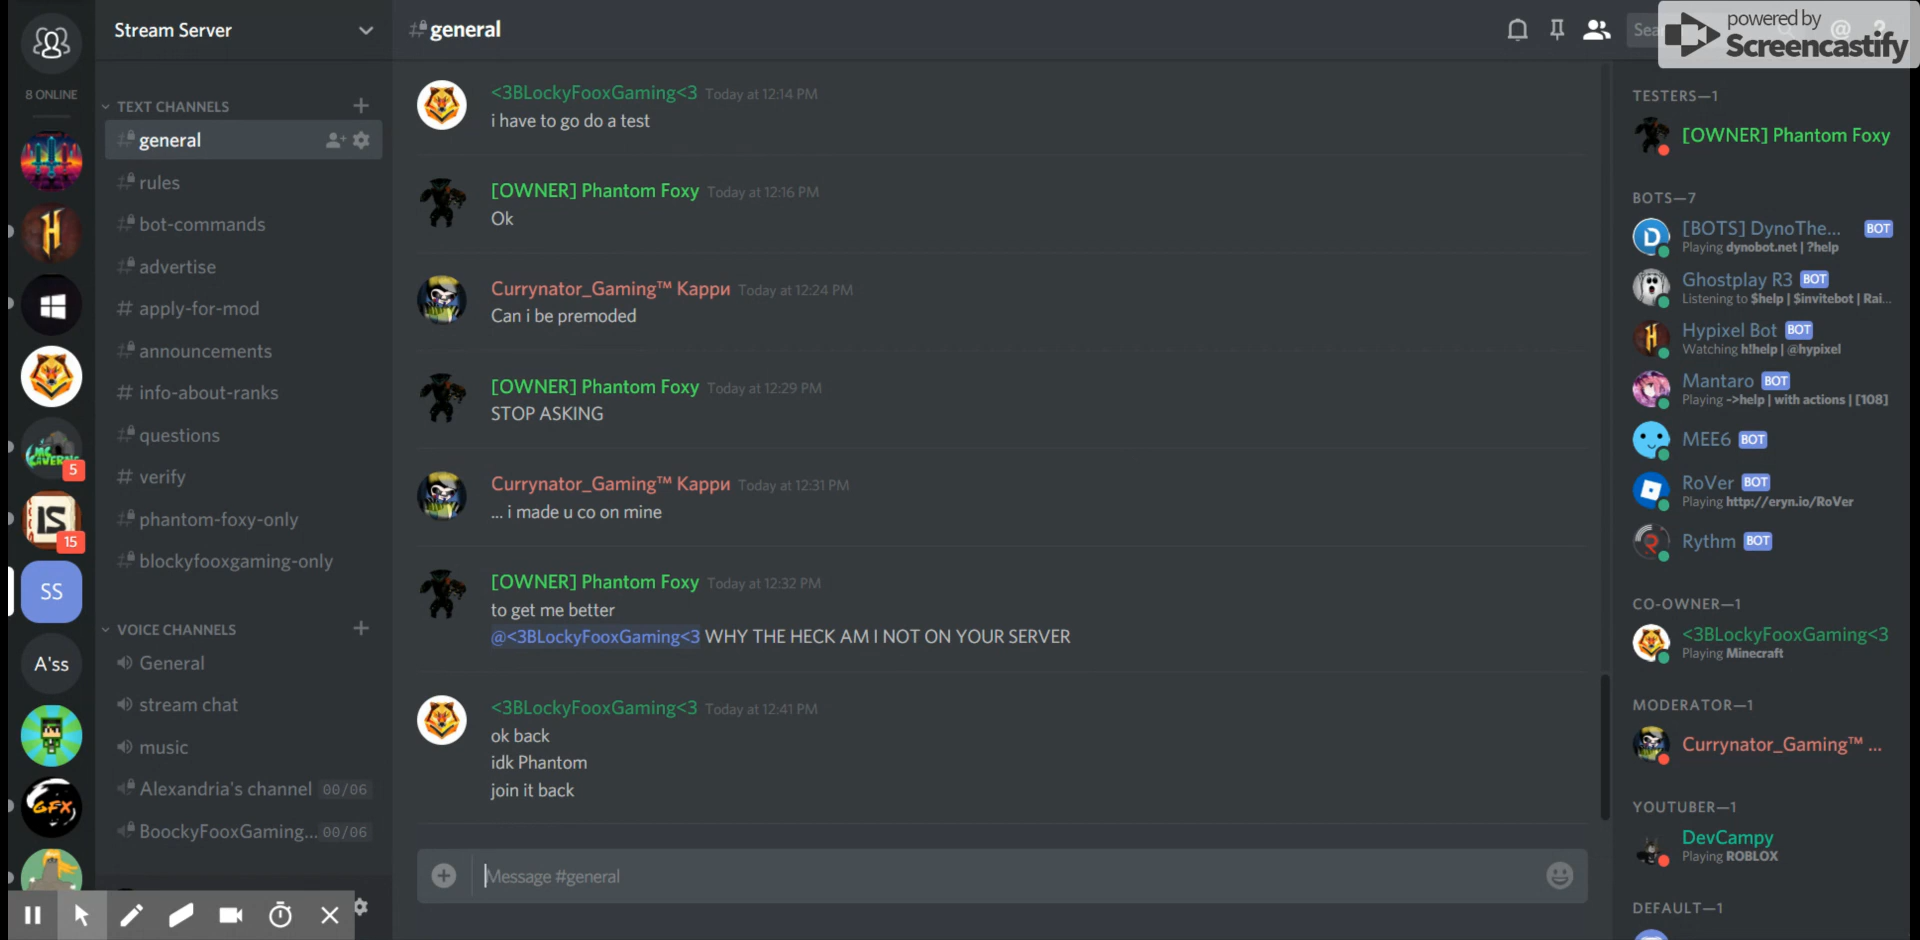 Stream Server
#general
Sea
@
?
powered by
Screencastify
8 ONLINE
TEXT CHANNELS
general
rules
bot-commands
advertise
# apply-for-mod
announcements
# info-about-ranks
questions
# verify
phantom-foxy-only
blockyfooxgaming-only
VOICE CHANNELS
General
stream chat
music
Alexandria's channel 00/06
BoockyFooxGaming... 00/06
5
IS
15
SS
A'ss
GFX
<3BLockyFooxGaming<3 Today at 12:14 PM
i have to go do a test
[OWNER] Phantom Foxy Today at 12:16 PM
Ok
Currynator_Gaming™ Карри Today at 12:24 PM
Can i be premoded
[OWNER] Phantom Foxy Today at 12:29 PM
STOP ASKING
Currynator_Gaming™ Карри Today at 12:31 PM
... i made u co on mine
[OWNER] Phantom Foxy Today at 12:32 PM
to get me better
@<3BLockyFooxGaming<3 WHY THE HECK AM I NOT ON YOUR SERVER
<3BLockyFooxGaming<3 Today at 12:41 PM
ok back
idk Phantom
join it back
Message #general
TESTERS—1
[OWNER] Phantom Foxy
BOTS—7
[BOTS] DynoThe... BOT
Playing dynobot.net | ?help
Ghostplay R3 BOT
Listening to $help | $invitebot | Rai...
Hypixel Bot BOT
Watching h!help | @hypixel
Mantaro BOT
Playing ->help | with actions | [108]
MEE6 BOT
RoVer BOT
Playing http://eryn.io/RoVer
Rythm BOT
CO-OWNER—1
<3BLockyFooxGaming<3
Playing Minecraft
MODERATOR—1
Currynator_Gaming™ ...
YOUTUBER—1
DevCampy
Playing ROBLOX
DEFAULT—1